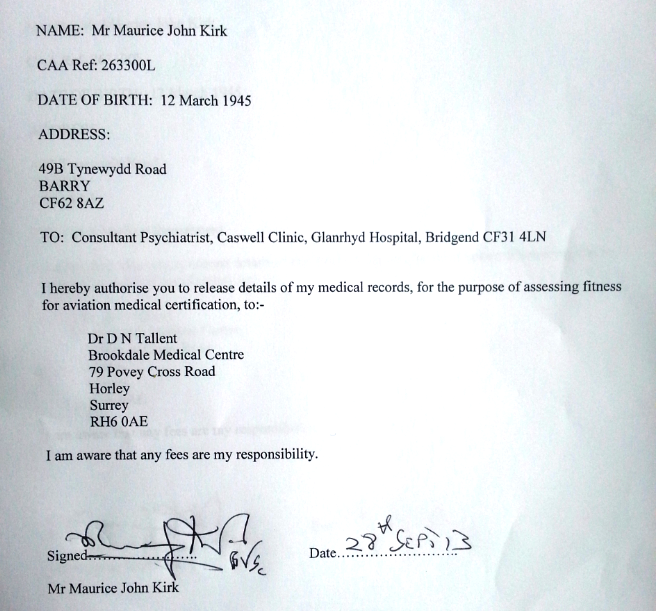 NAME: Mr Maurice John Kirk
CAA Ref: 263300L
DATE OF BIRTH: 12 March 1945
ADDRESS:
49B Tynewydd Road
BARRY
CF62 8AZ
TO: Consultant Psychiatrist, Caswell Clinic, Glanrhyd Hospital, Bridgend CF31 4LN
I hereby authorise you to release details of my medical records, for the purpose of assessing fitness
for aviation medical certification, to:-
Dr D N Tallent
Brookdale Medical Centre
79 Povey Cross Road
Horley
Surrey
RH6 0AE
I am aware that any fees are my responsibility.
Signed BVSc Date 28th SEPT 13
Mr Maurice John Kirk